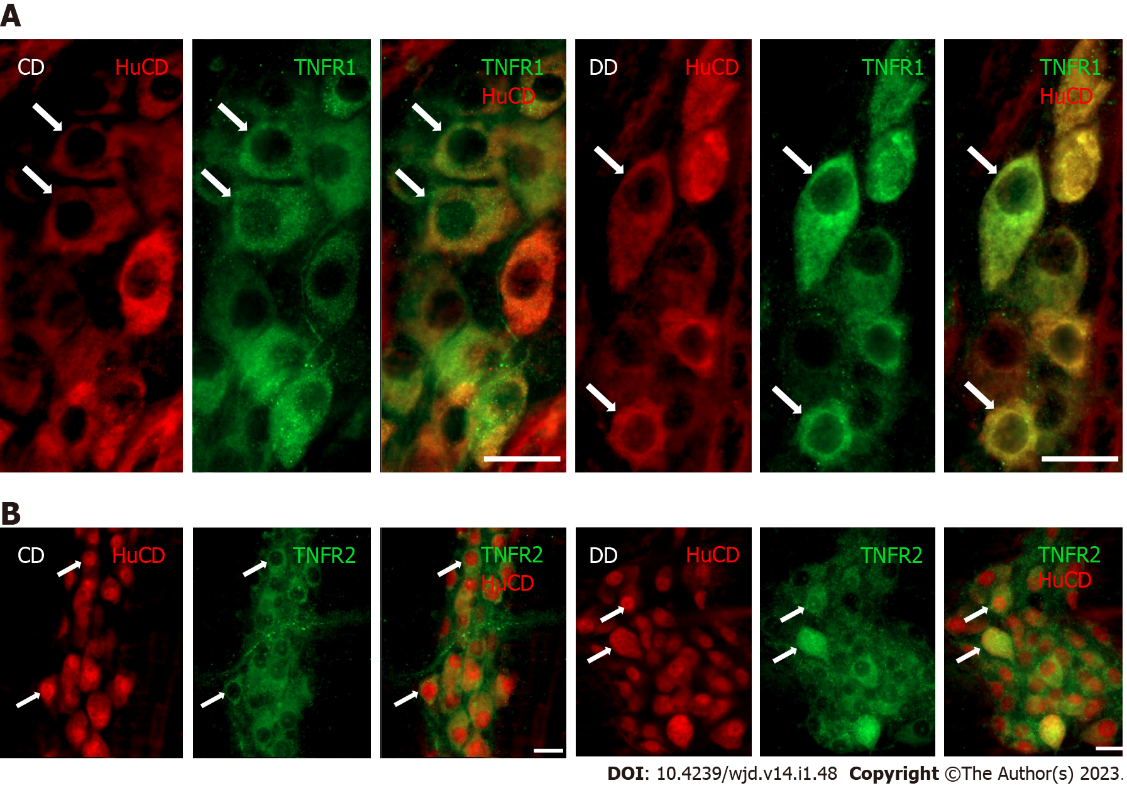 A
CD HuCD TNFR1 TNFR1 DD HuCD TNFR1 TNFR1
HuCD HuCD
B
CD HuCD TNFR2 TNFR2 DD HuCD TNFR2 TNFR2
HuCD HuCD
DOI: 10.4239/wjd.v14.i1.48 Copyright ©The Author(s) 2023.